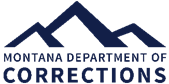 MONTANA DEPARTMENT OF
CORRECTIONS